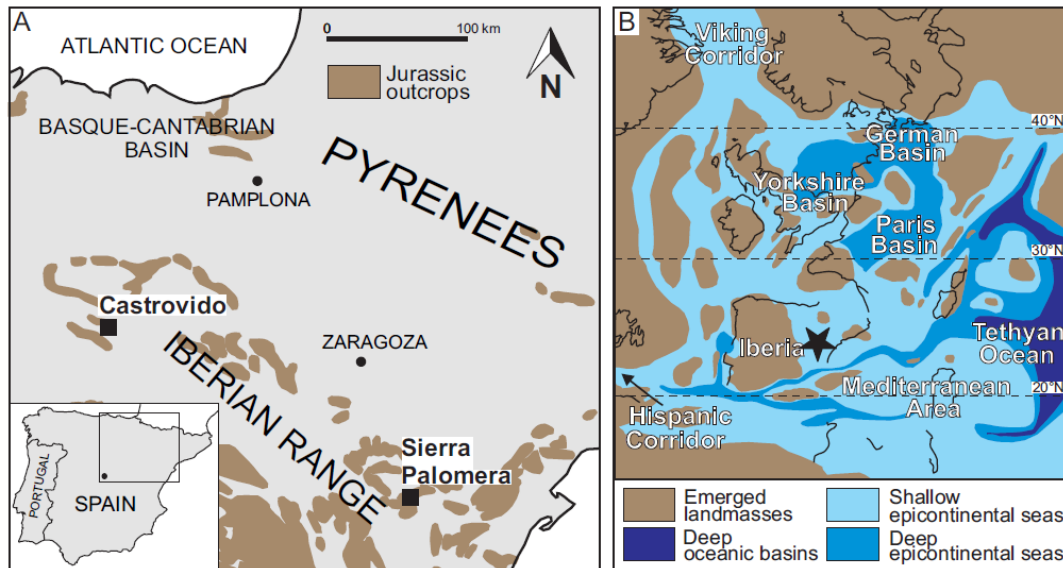 A
ATLANTIC OCEAN
0
100 km
N
Jurassic
outcrops
BASQUE-CANTABRIAN
BASIN
PAMPLONA
PYRENEES
Castrovido
ZARAGOZA
IBERIAN RANGE
Sierra
Palomera
PORTUGAL
SPAIN
B
Viking
Corridor
40°N
German
Basin
Yorkshire
Basin
Paris
Basin
30°N
Tethyan
Ocean
Iberia
Mediterranean
Area
20°N
Hispanic
Corridor
Emerged
landmasses
Shallow
epicontinental seas
Deep
oceanic basins
Deep
epicontinental seas